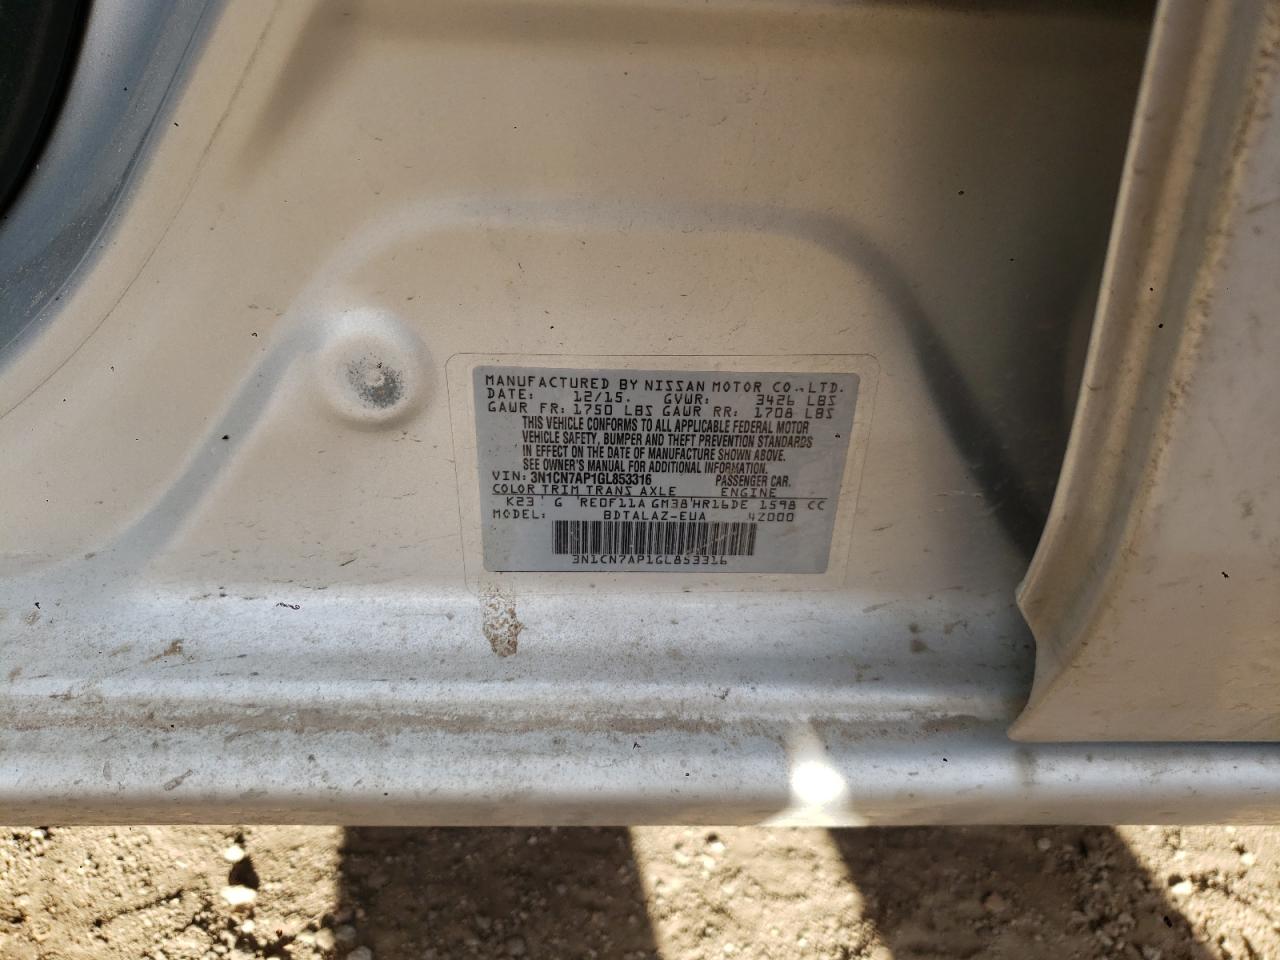 MANUFACTURED BY NISSAN MOTOR CO.,LTD.
DATE: 12/15. GVWR: 3426 LBS
GAWR FR: 1750 LBS GAWR RR: 1708 LBS
THIS VEHICLE CONFORMS TO ALL APPLICABLE FEDERAL MOTOR
VEHICLE SAFETY, BUMPER AND THEFT PREVENTION STANDARDS
IN EFFECT ON THE DATE OF MANUFACTURE SHOWN ABOVE.
SEE OWNER'S MANUAL FOR ADDITIONAL INFORMATION.
VIN: 3N1CN7AP1GL853316 PASSENGER CAR.
COLOR TRIM TRANS AXLE ENGINE
K23 ' G 'RE0F11A GM38'HR16DE 1598 CC
MODEL: BDTALAZ-EUA 4Z000
3N1CN7AP1GL853316